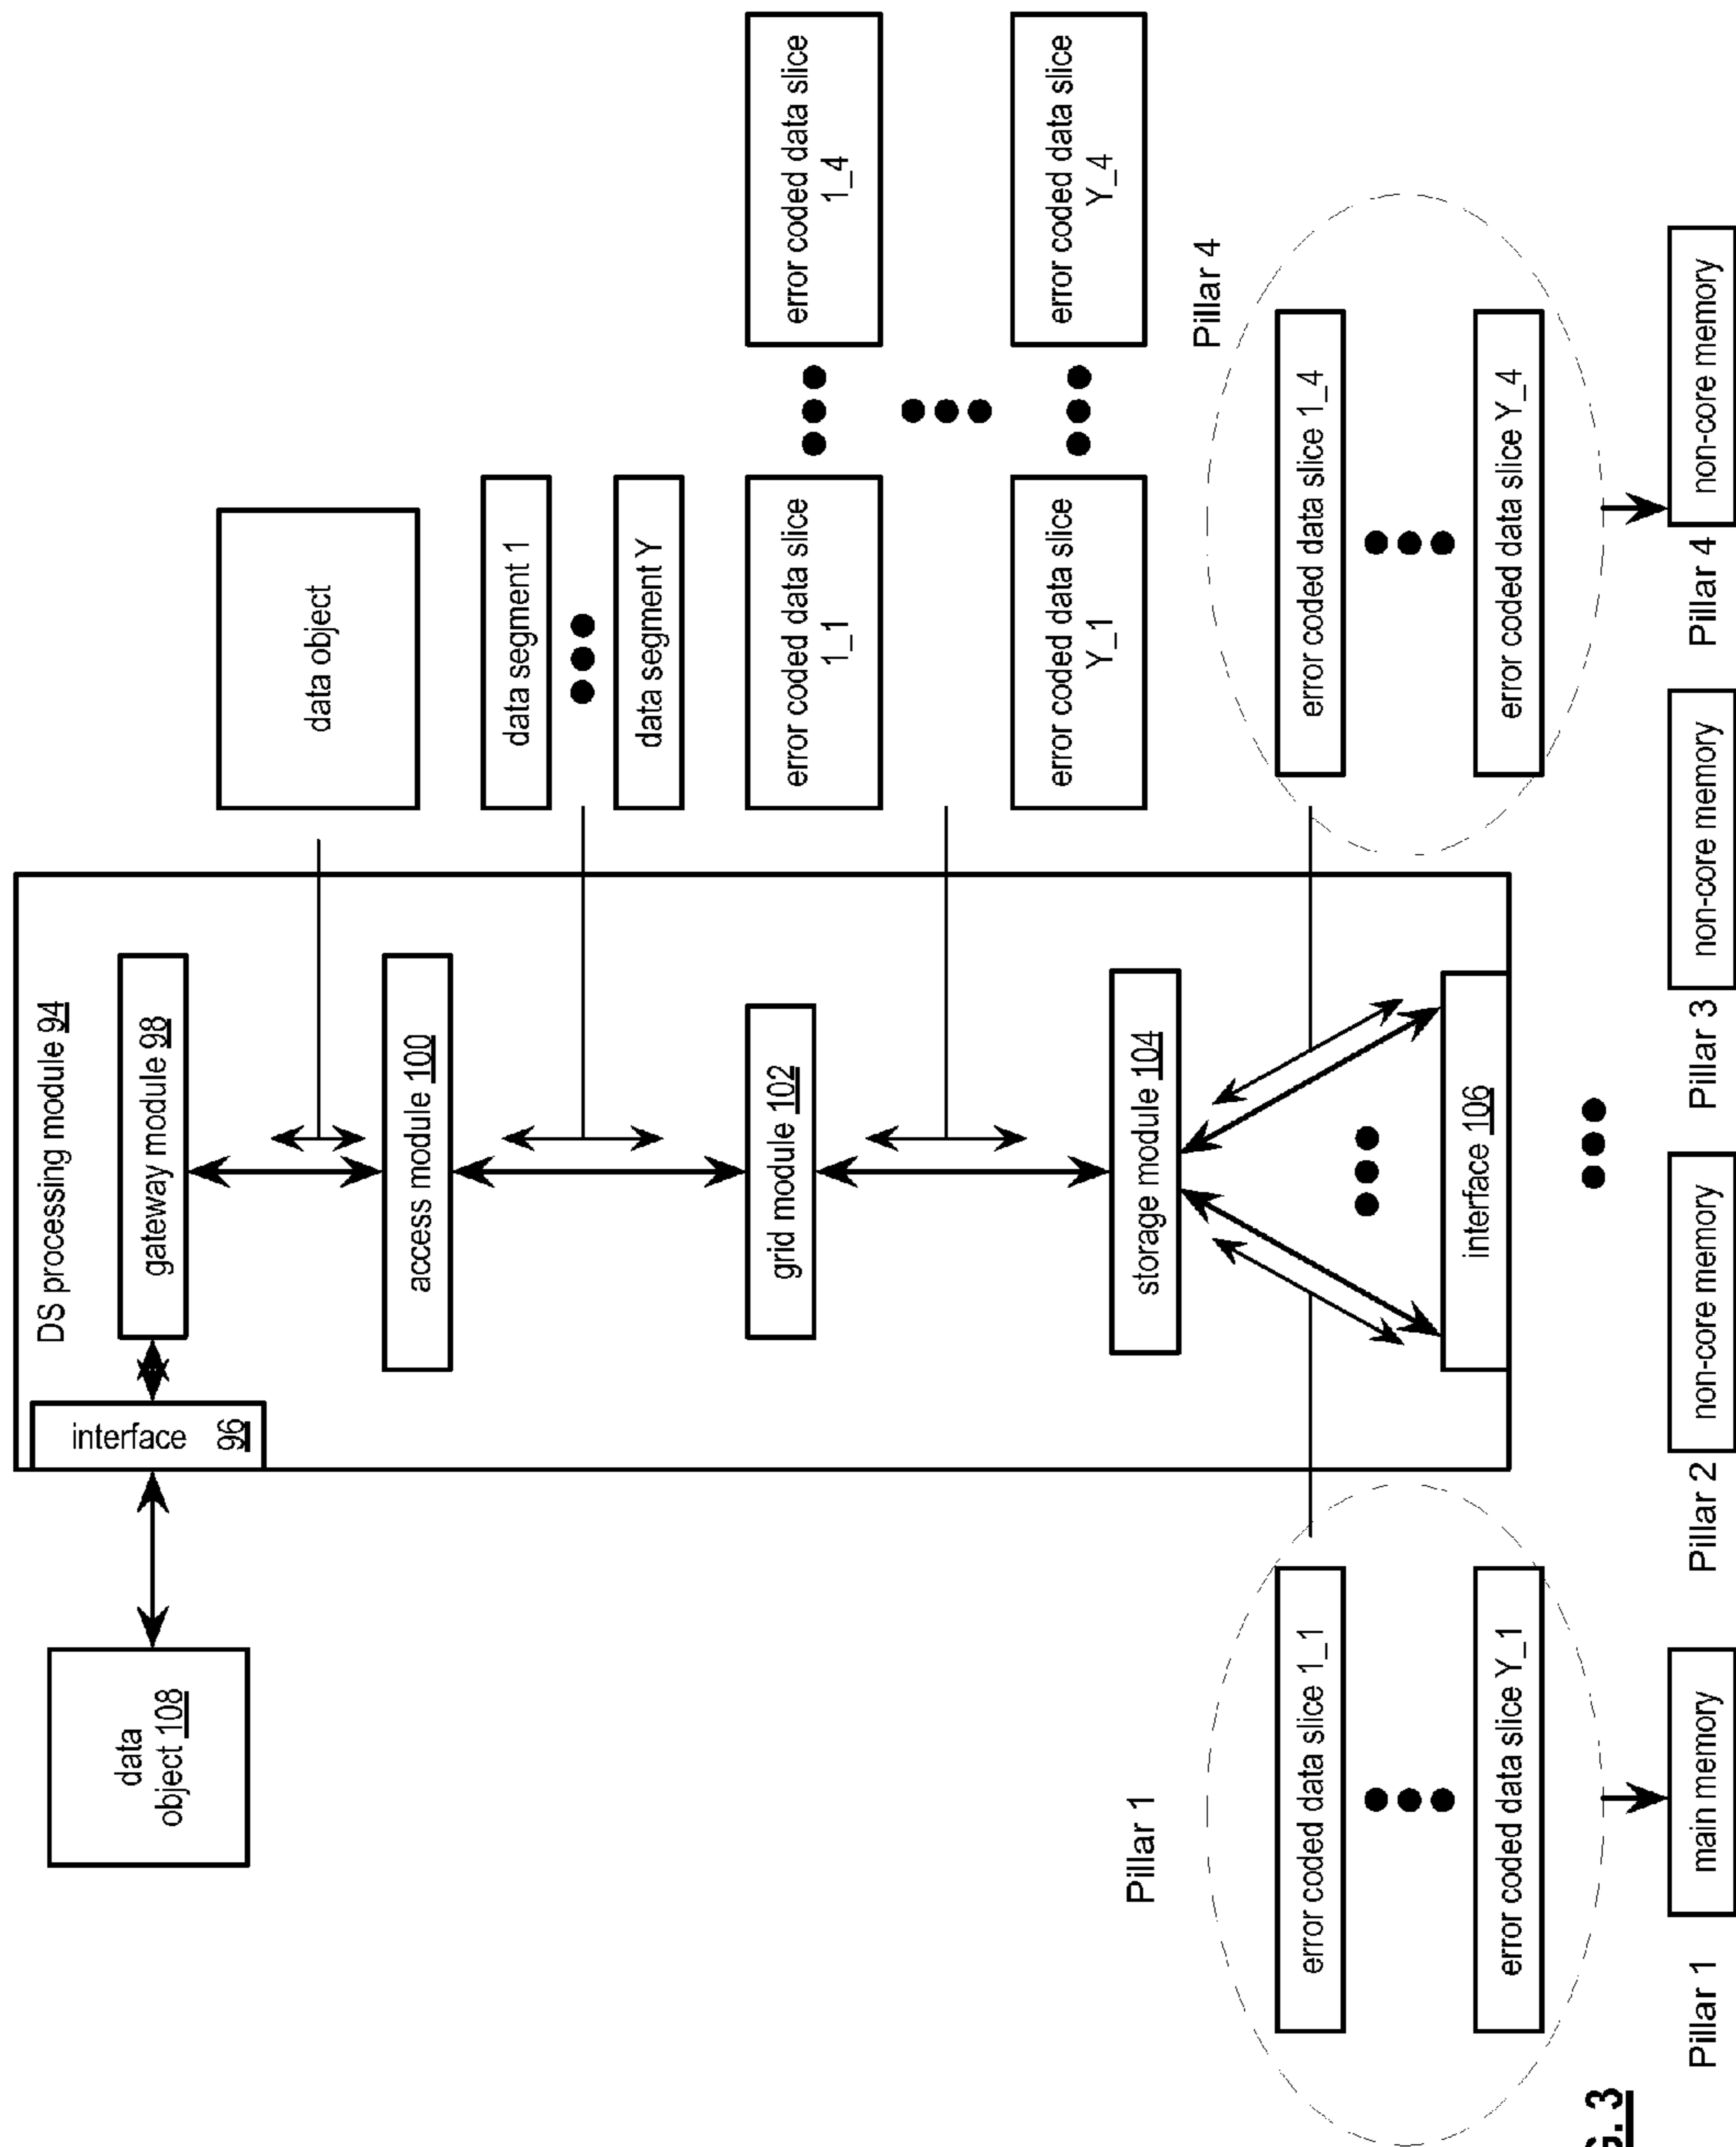 DS processing module 94
data
object 108
interface 96
gateway module 98
data object
access module 100
data segment 1
data segment Y
grid module 102
error coded data slice
1_1
error coded data slice
1_4
error coded data slice
Y_1
error coded data slice
Y_4
storage module 104
Pillar 1
Pillar 4
error coded data slice 1_1
error coded data slice 1_4
interface 106
error coded data slice Y_1
error coded data slice Y_4
Pillar 1
main memory
Pillar 2
non-core memory
Pillar 3
non-core memory
Pillar 4
non-core memory
. 3